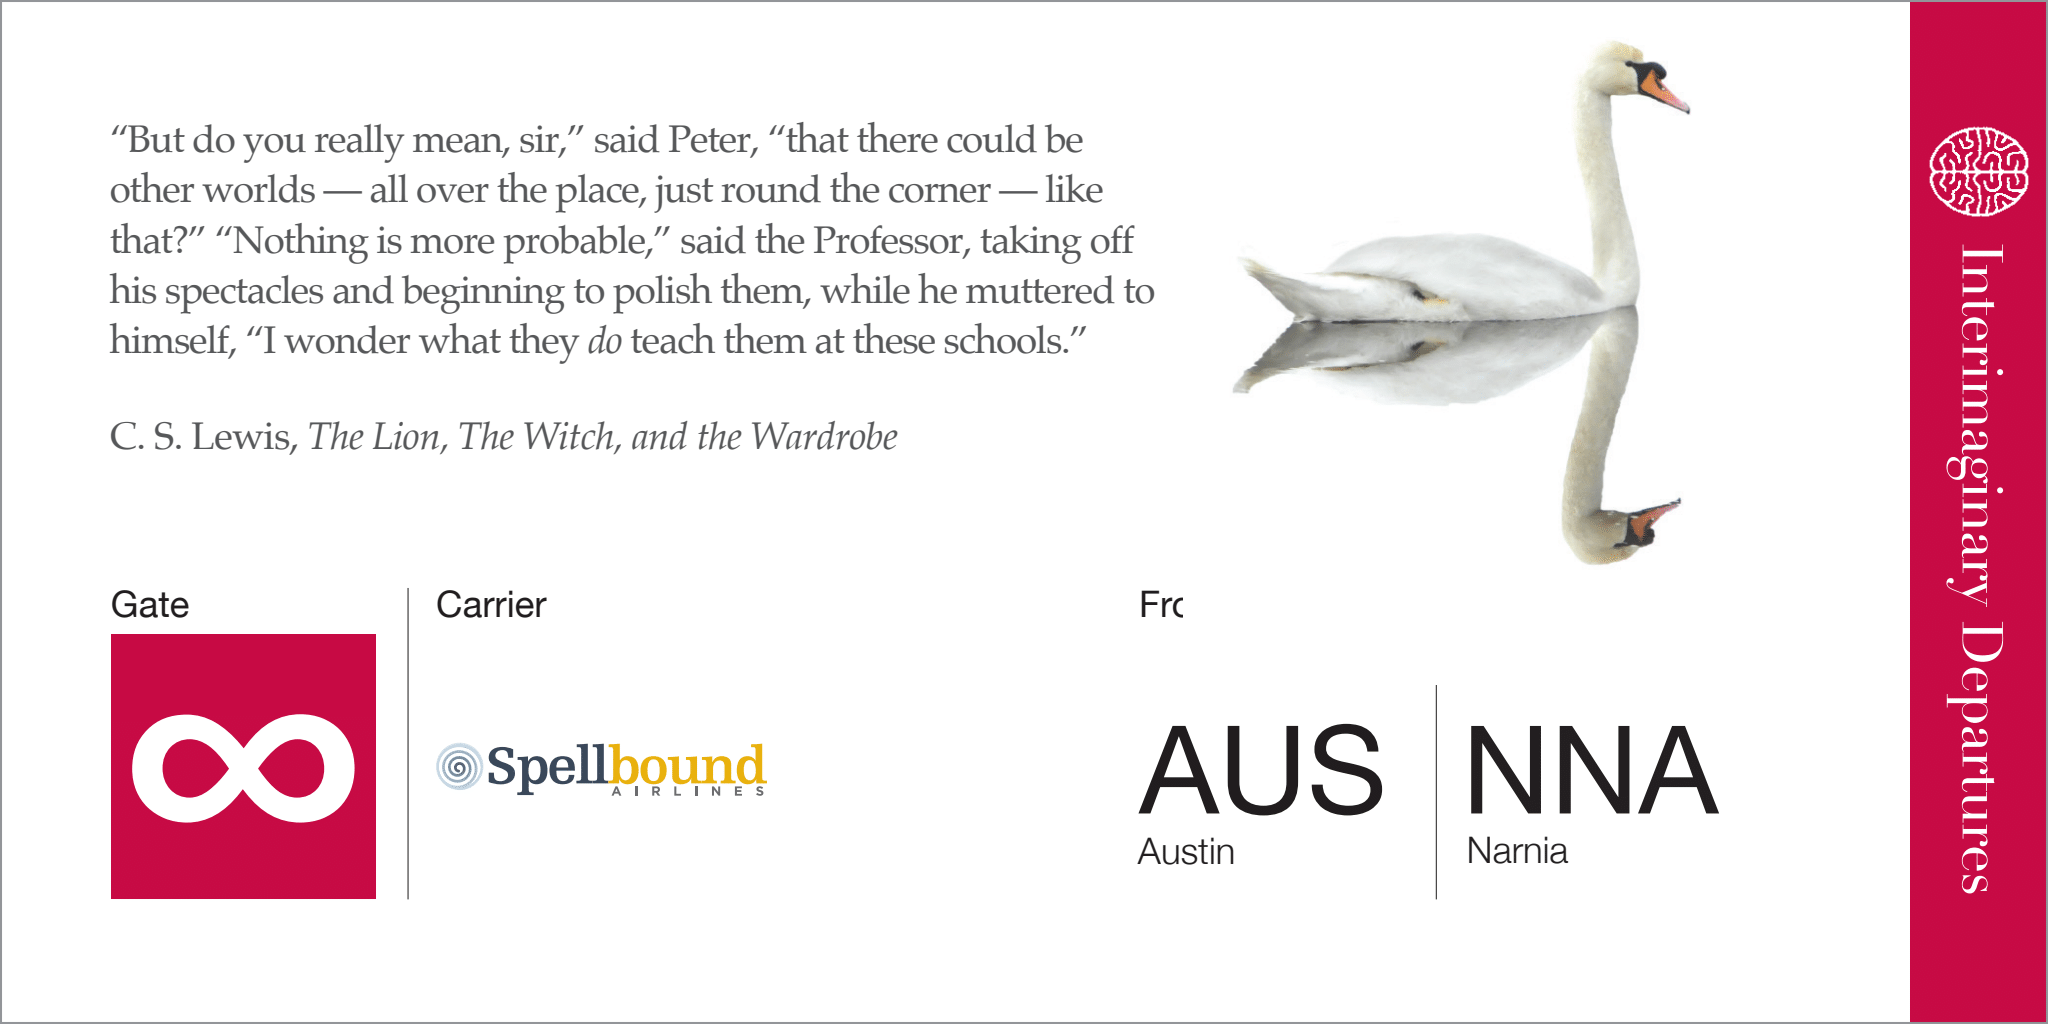 “But do you really mean, sir,” said Peter, “that there could be
other worlds — all over the place, just round the corner — like
that?” “Nothing is more probable,” said the Professor, taking off
his spectacles and beginning to polish them, while he muttered to
himself, “I wonder what they do teach them at these schools.”
C. S. Lewis, The Lion, The Witch, and the Wardrobe
Gate
Carrier
Spellbound
AIRLINES
AUS
Austin
NNA
Narnia
Interimaginary Departures